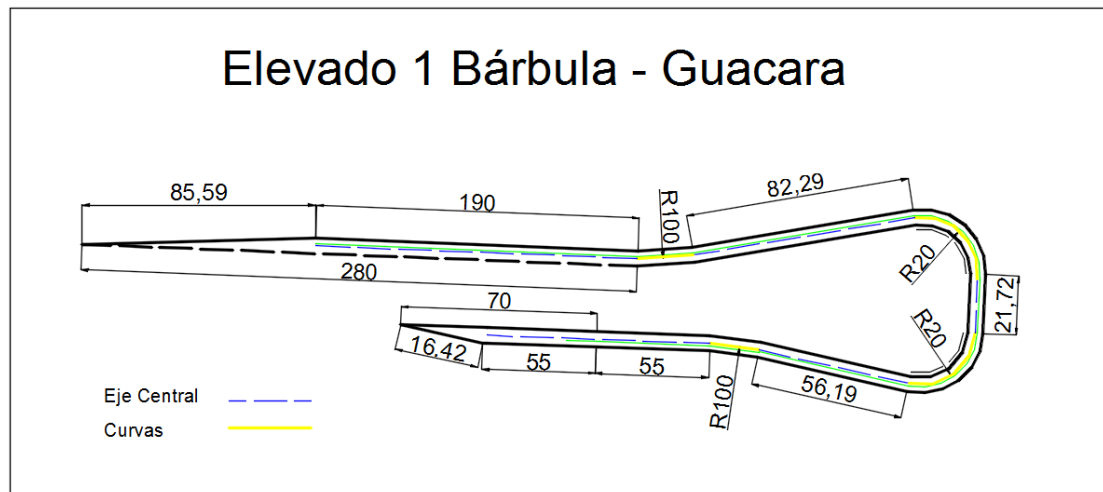 Elevado 1 Bárbula - Guacara
85,59
190
R100
82,29
280
70
R20
21,72
R20
16,42
55
55
R100
56,19
Eje Central
Curvas